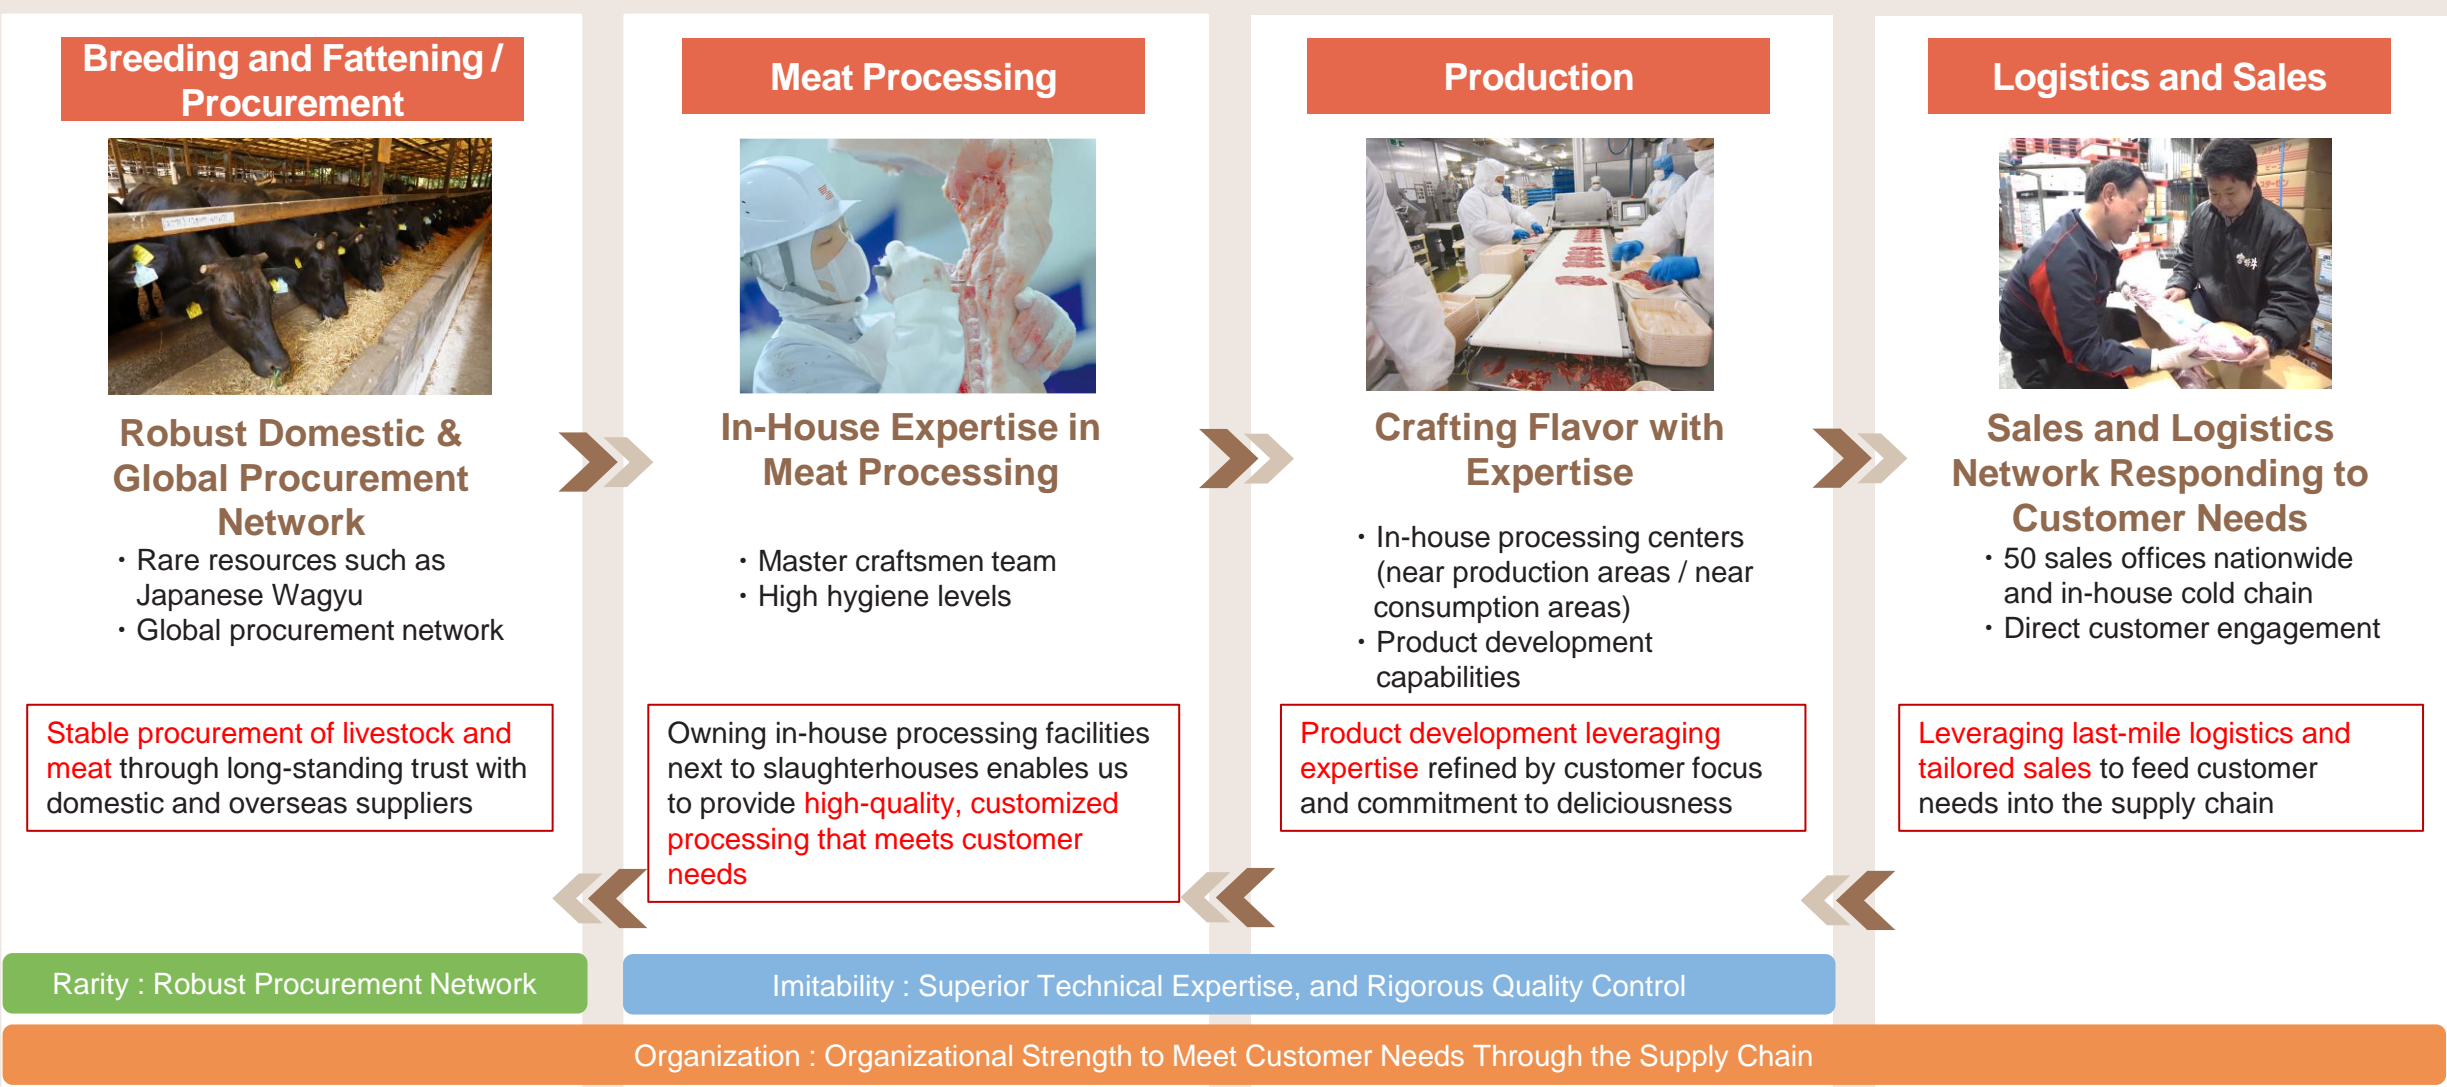 Breeding and Fattening /
Procurement
Robust Domestic &
Global Procurement
Network
・Rare resources such as
Japanese Wagyu
・Global procurement network
Stable procurement of livestock and
meat through long-standing trust with
domestic and overseas suppliers
Meat Processing
In-House Expertise in
Meat Processing
・Master craftsmen team
・High hygiene levels
Owning in-house processing facilities
next to slaughterhouses enables us
to provide high-quality, customized
processing that meets customer
needs
Production
Crafting Flavor with
Expertise
・In-house processing centers
(near production areas / near
consumption areas)
・Product development
capabilities
Product development leveraging
expertise refined by customer focus
and commitment to deliciousness
Logistics and Sales
Sales and Logistics
Network Responding to
Customer Needs
・50 sales offices nationwide
and in-house cold chain
・Direct customer engagement
Leveraging last-mile logistics and
tailored sales to feed customer
needs into the supply chain
Rarity : Robust Procurement Network
Imitability : Superior Technical Expertise, and Rigorous Quality Control
Organization : Organizational Strength to Meet Customer Needs Through the Supply Chain